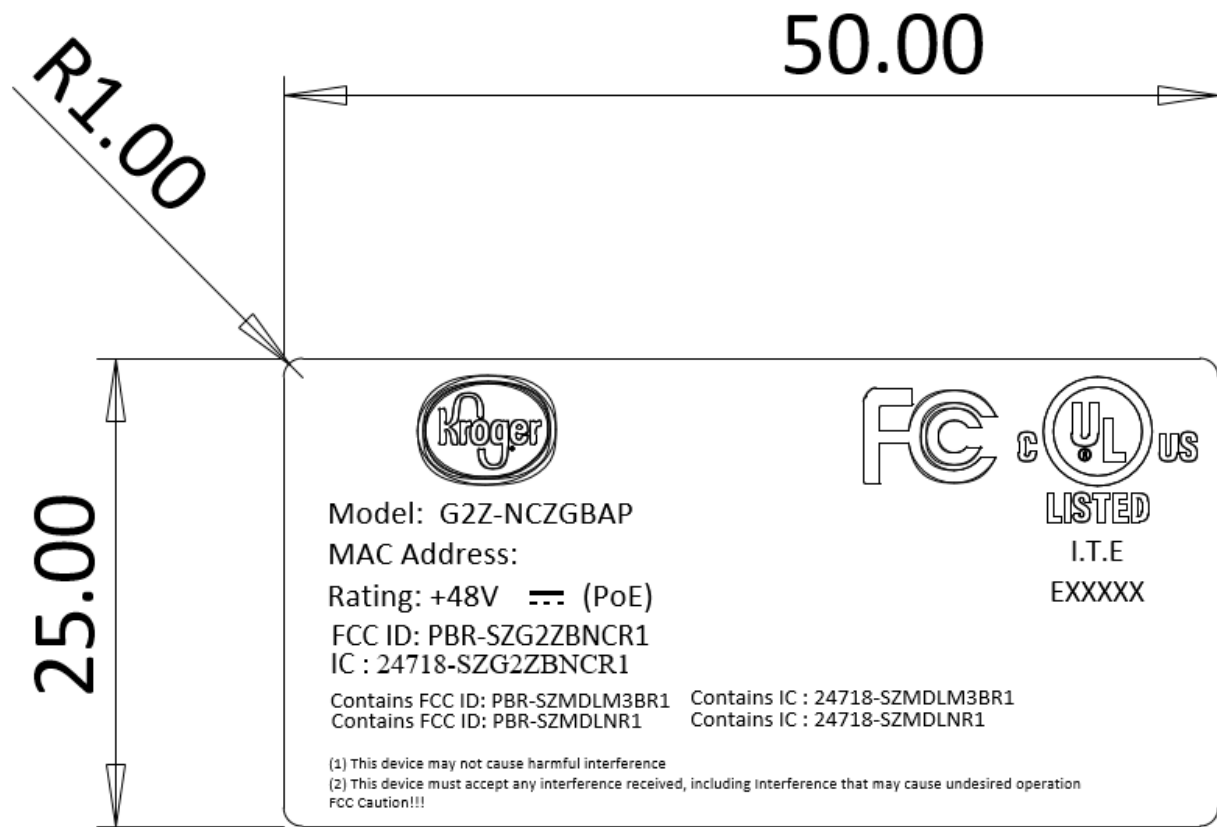 50.00
R1.00
25.00
Kroger
FC
C UL US
LISTED
I.T.E
EXXXXX
Model: G2Z-NCZGBAP
MAC Address:
Rating: +48V (PoE)
FCC ID: PBR-SZG2ZBNCR1
IC : 24718-SZG2ZBNCR1
Contains FCC ID: PBR-SZMDLM3BR1 Contains IC : 24718-SZMDLM3BR1
Contains FCC ID: PBR-SZMDLNR1 Contains IC : 24718-SZMDLNR1
(1) This device may not cause harmful interference
(2) This device must accept any interference received, including Interference that may cause undesired operation
FCC Caution!!!